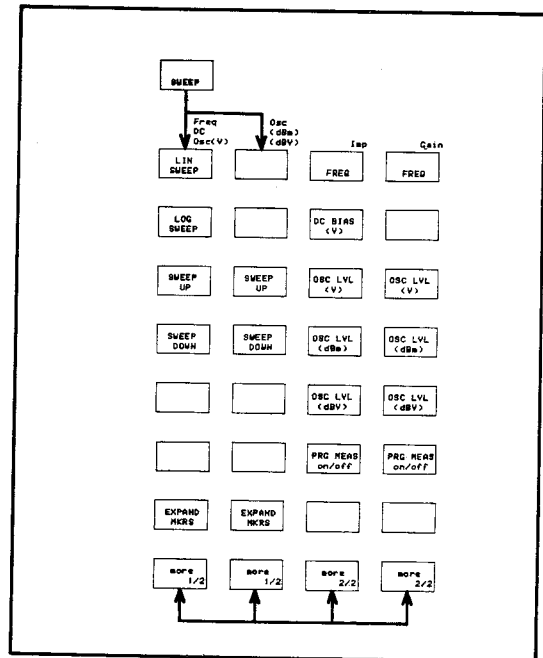 SWEEP
Freq
DC
Osc(V)
Osc
(dBm)
(dBV)
Imp
Gain
LIN
SWEEP
FREQ
FREQ
LOG
SWEEP
DC BIAS
(V)
SWEEP
UP
SWEEP
UP
OSC LVL
(V)
OSC LVL
(V)
SWEEP
DOWN
SWEEP
DOWN
OSC LVL
(dBm)
OSC LVL
(dBm)
OSC LVL
(dBV)
OSC LVL
(dBV)
PRG MEAS
on/off
PRG MEAS
on/off
EXPAND
MKRS
EXPAND
MKRS
more
1/2
more
1/2
more
2/2
more
2/2